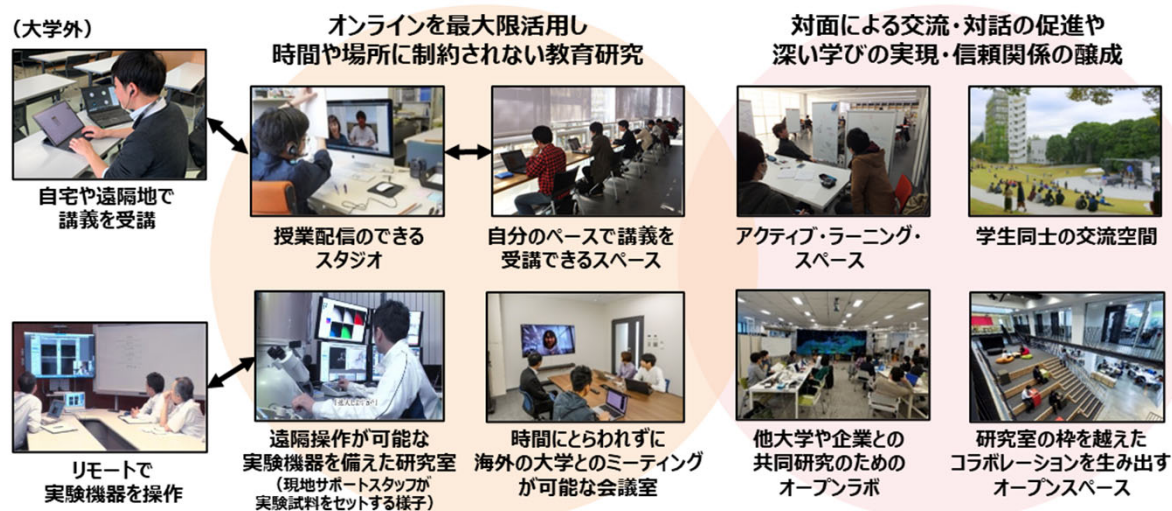 （大学外）
オンラインを最大限活用し
時間や場所に制約されない教育研究
対面による交流・対話の促進や
深い学びの実現・信頼関係の醸成
自宅や遠隔地で
講義を受講
授業配信のできる
スタジオ
自分のペースで講義を
受講できるスペース
アクティブ・ラーニング・
スペース
学生同士の交流空間
リモートで
実験機器を操作
遠隔操作が可能な
実験機器を備えた研究室
（現地サポートスタッフが
実験試料をセットする様子）
時間にとらわれずに
海外の大学とのミーティング
が可能な会議室
他大学や企業との
共同研究のための
オープンラボ
研究室の枠を越えた
コラボレーションを生み出す
オープンスペース